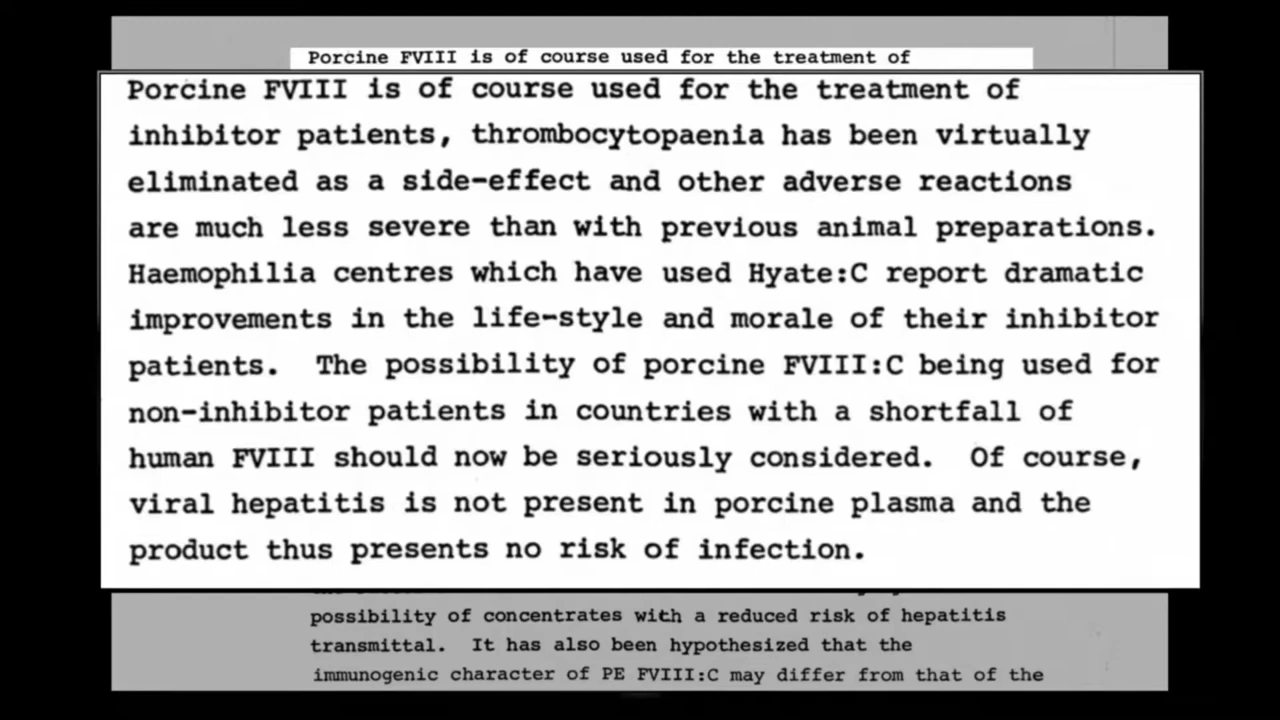 Porcine FVIII is of course used for the treatment of
Porcine FVIII is of course used for the treatment of
inhibitor patients, thrombocytopaenia has been virtually
eliminated as a side-effect and other adverse reactions
are much less severe than with previous animal preparations.
Haemophilia centres which have used Hyate:C report dramatic
improvements in the life-style and morale of their inhibitor
patients. The possibility of porcine FVIII:C being used for
non-inhibitor patients in countries with a shortfall of
human FVIII should now be seriously considered. Of course,
viral hepatitis is not present in porcine plasma and the
product thus presents no risk of infection.
possibility of concentrates with a reduced risk of hepatitis
transmittal. It has also been hypothesized that the
immunogenic character of PE FVIII:C may differ from that of the